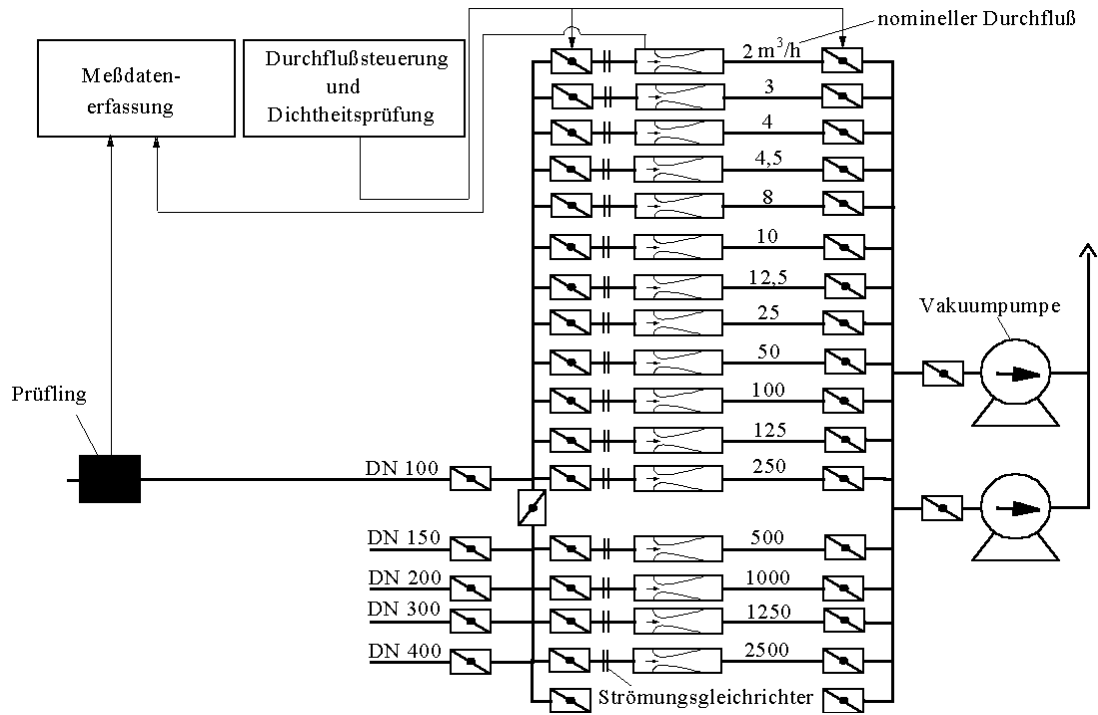 nomineller Durchfluß
Meßdaten-
erfassung
Durchflußsteuerung
und
Dichtheitsprüfung
2 m³/h
3
4
4,5
8
10
12,5
25
50
100
125
250
Vakuumpumpe
Prüfling
DN 100
DN 150
500
DN 200
1000
DN 300
1250
DN 400
2500
Strömungsgleichrichter